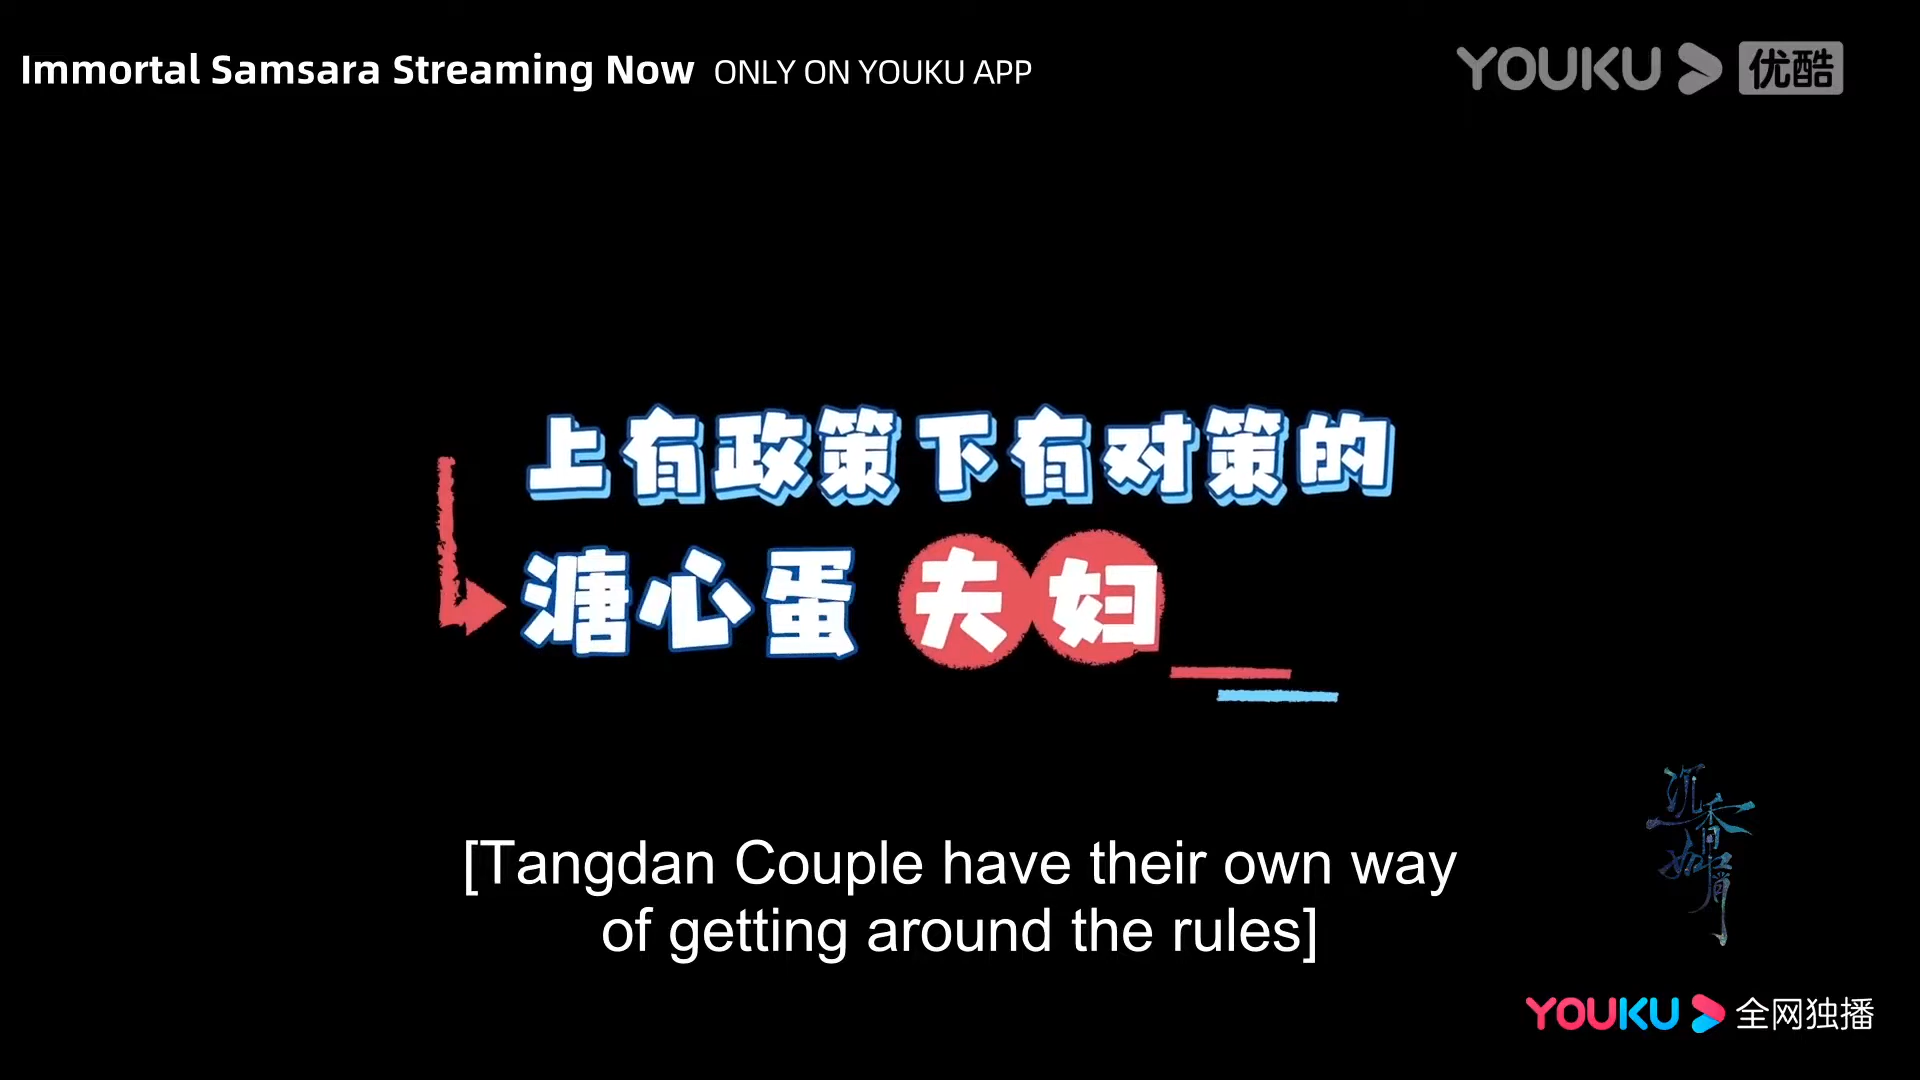 Immortal Samsara Streaming Now ONLY ON YOUKU APP
YOUKU 优酷
上有政策下有对策的
溏心蛋 夫妇
[Tangdan Couple have their own way
of getting around the rules]
沉香如屑
YOUKU 全网独播